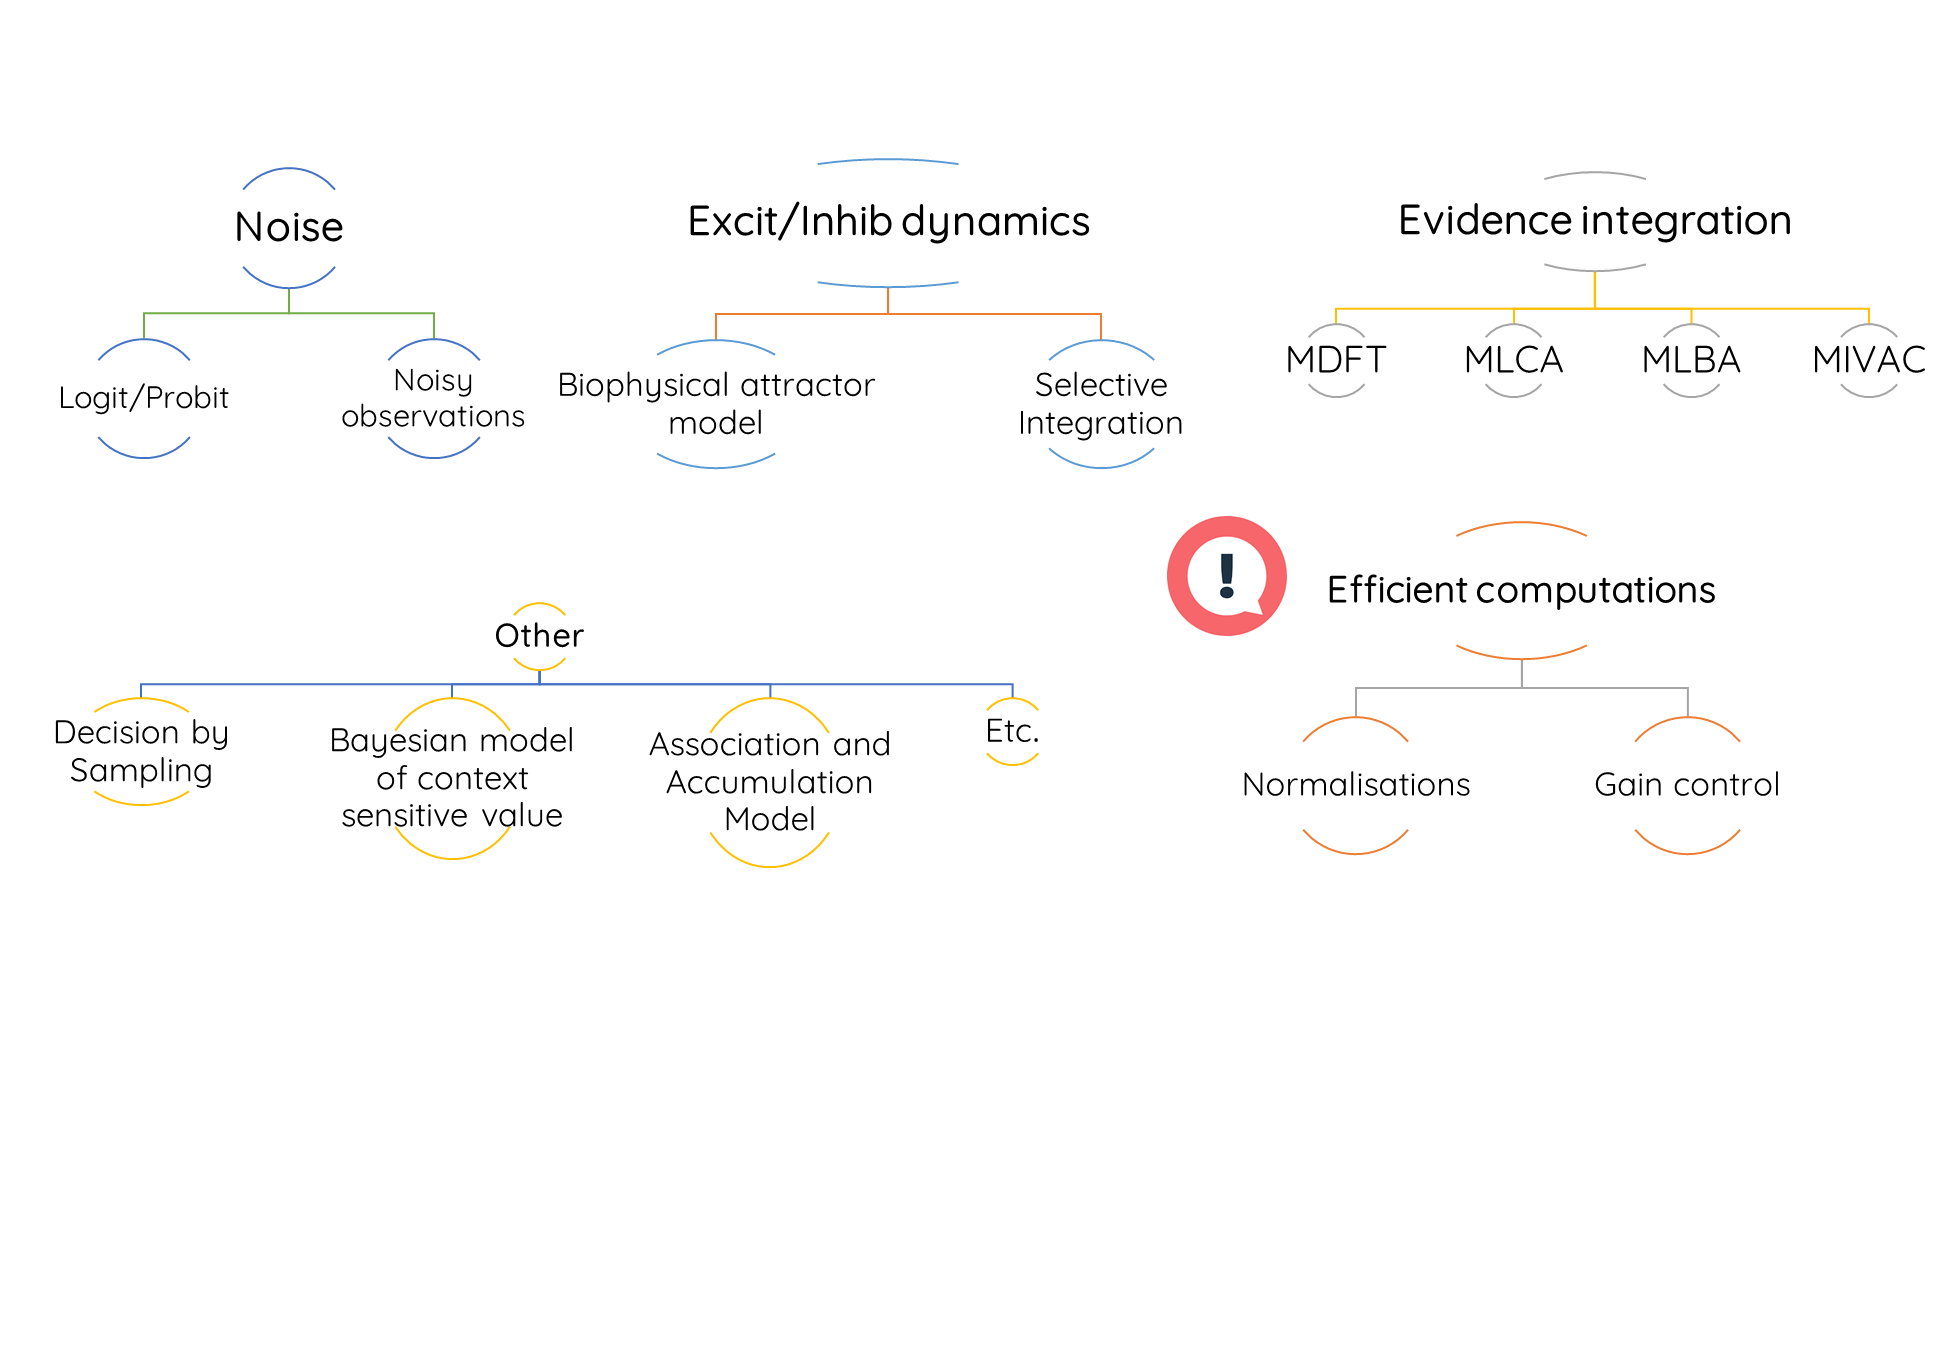 Noise
Logit/Probit
Noisy
observations
Excit/Inhib dynamics
Biophysical attractor
model
Selective
Integration
Evidence integration
MDFT
MLCA
MLBA
MIVAC
Other
Decision by
Sampling
Bayesian model
of context
sensitive value
Association and
Accumulation
Model
Etc.
!
Efficient computations
Normalisations
Gain control